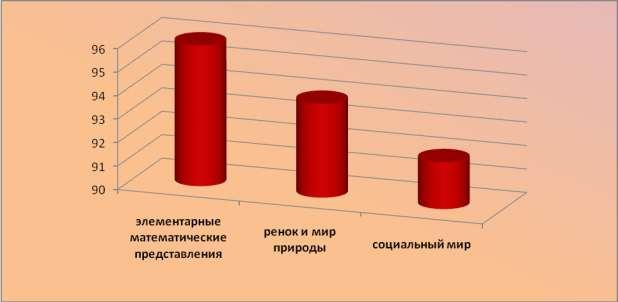 96
95
94
93
92
91
90
элементарные
математические
представления
ренок и мир
природы
социальный мир